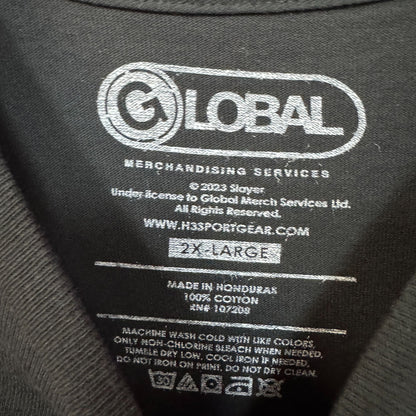 GLOBAL
MERCHANDISING SERVICES
© 2023 Slayer
Under license to Global Merch Services Ltd.
All Rights Reserved.
WWW.H3SPORTGEAR.COM
2X-LARGE
MADE IN HONDURAS
100% COTTON
RN# 107208
MACHINE WASH COLD WITH LIKE COLORS,
ONLY NON-CHLORINE BLEACH WHEN NEEDED,
TUMBLE DRY LOW. COOL IRON IF NEEDED.
DO NOT IRON ON PRINT. DO NOT DRY CLEAN
30